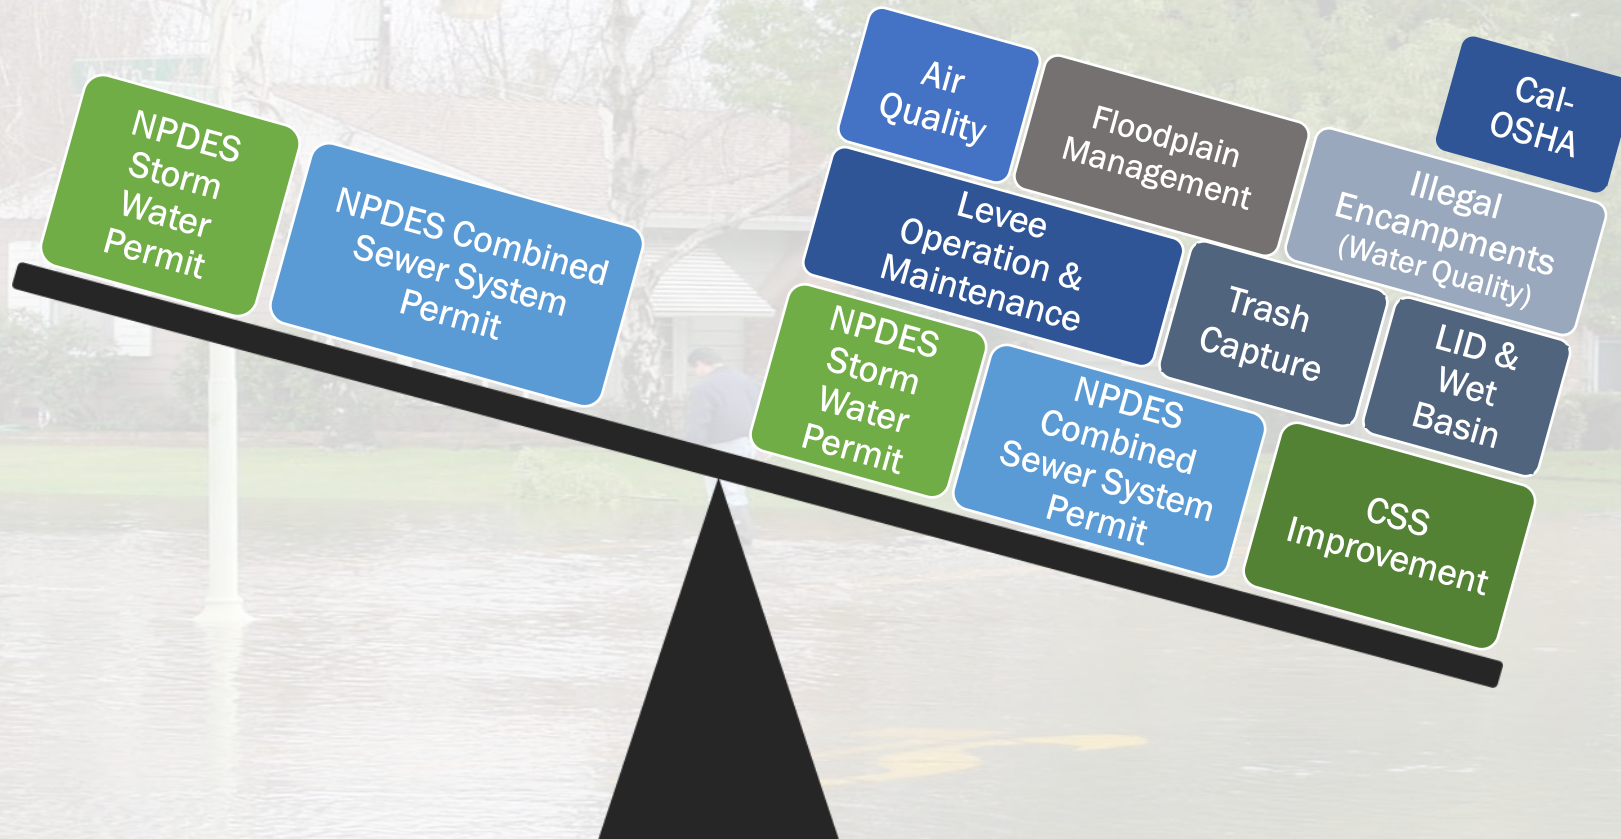 NPDES
Storm
Water
Permit
NPDES Combined
Sewer System
Permit
Air
Quality
Floodplain
Management
Cal-
OSHA
Illegal
Encampments
(Water Quality)
Levee
Operation &
Maintenance
Trash
Capture
LID &
Wet
Basin
NPDES
Storm
Water
Permit
NPDES
Combined
Sewer System
Permit
CSS
Improvement